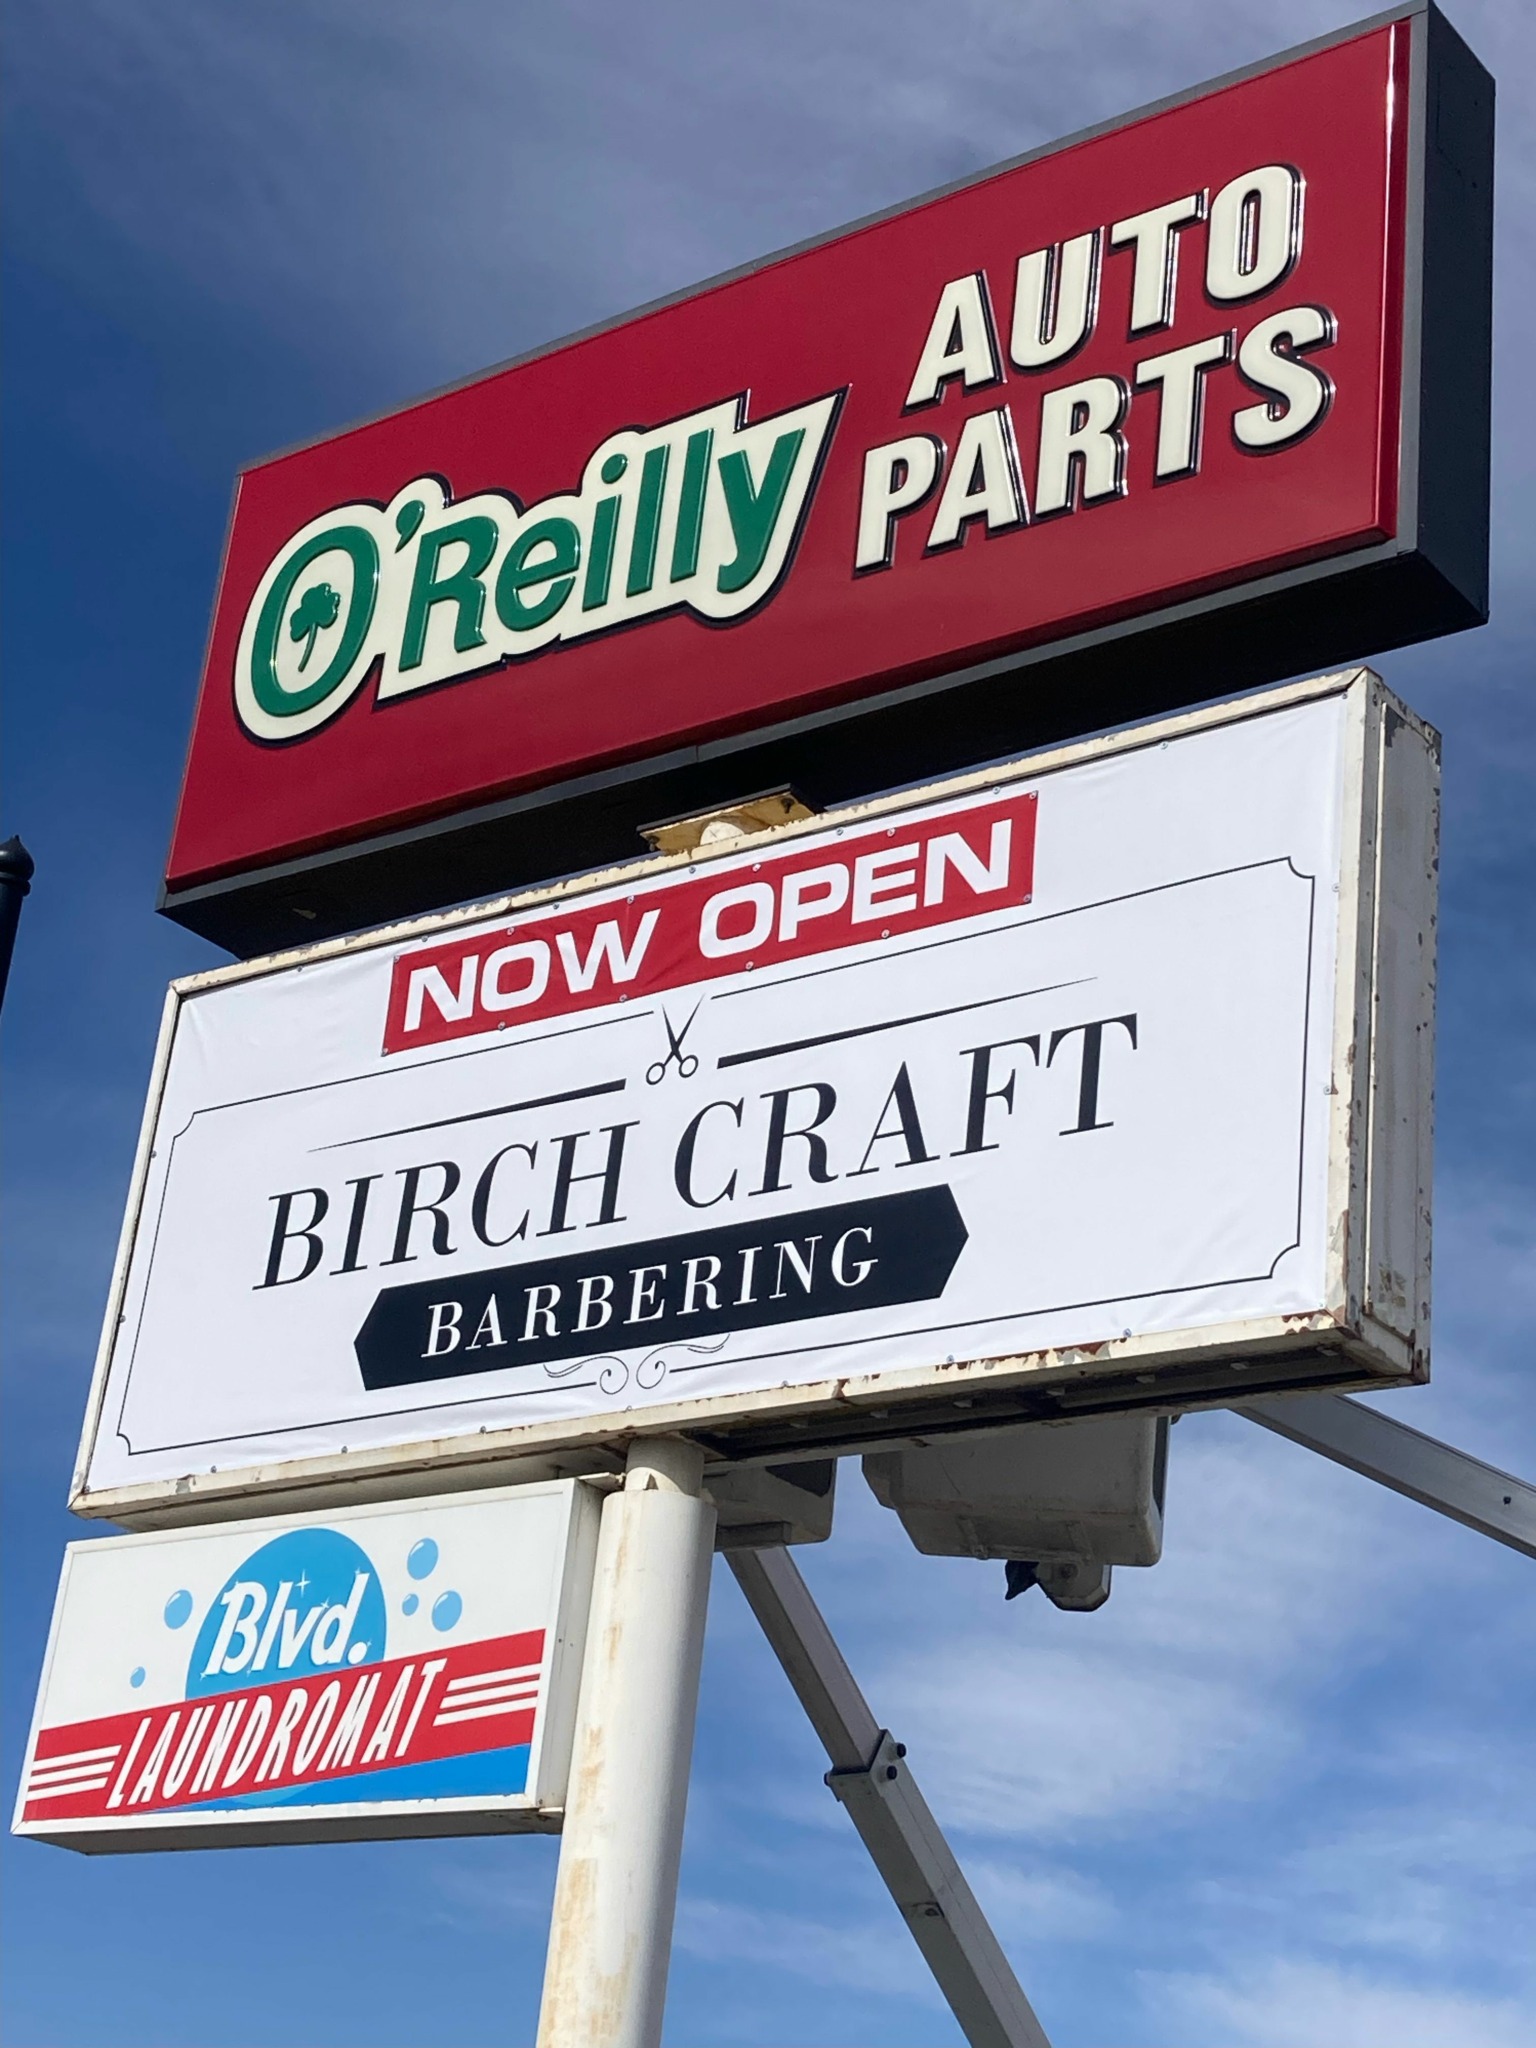 O'Reilly
AUTO
PARTS
NOW OPEN
BIRCH CRAFT
BARBERING
Blvd.
LAUNDROMAT